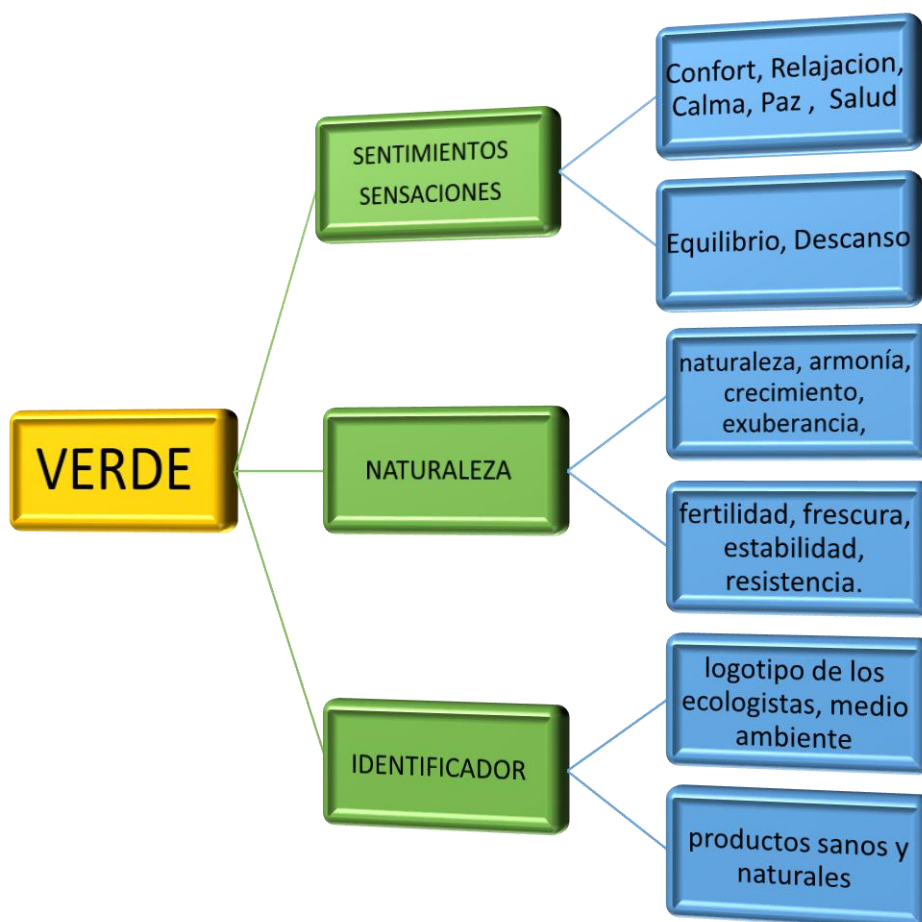 VERDE
SENTIMIENTOS
SENSACIONES
Confort, Relajacion,
Calma, Paz , Salud
Equilibrio, Descanso
NATURALEZA
naturaleza, armonía,
crecimiento,
exuberancia,
fertilidad, frescura,
estabilidad,
resistencia.
IDENTIFICADOR
logotipo de los
ecologistas, medio
ambiente
productos sanos y
naturales